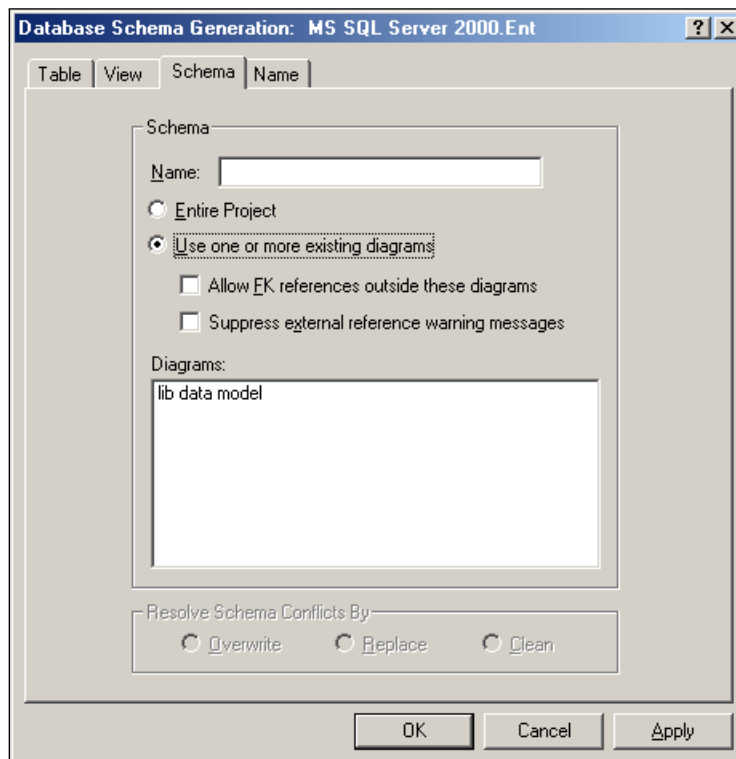 Database Schema Generation: MS SQL Server 2000.Ent
Table View Schema Name
Schema
Name:
Entire Project
Use one or more existing diagrams
Allow FK references outside these diagrams
Suppress external reference warning messages
Diagrams:
lib data model
Resolve Schema Conflicts By
Overwrite Replace Clean
OK Cancel Apply